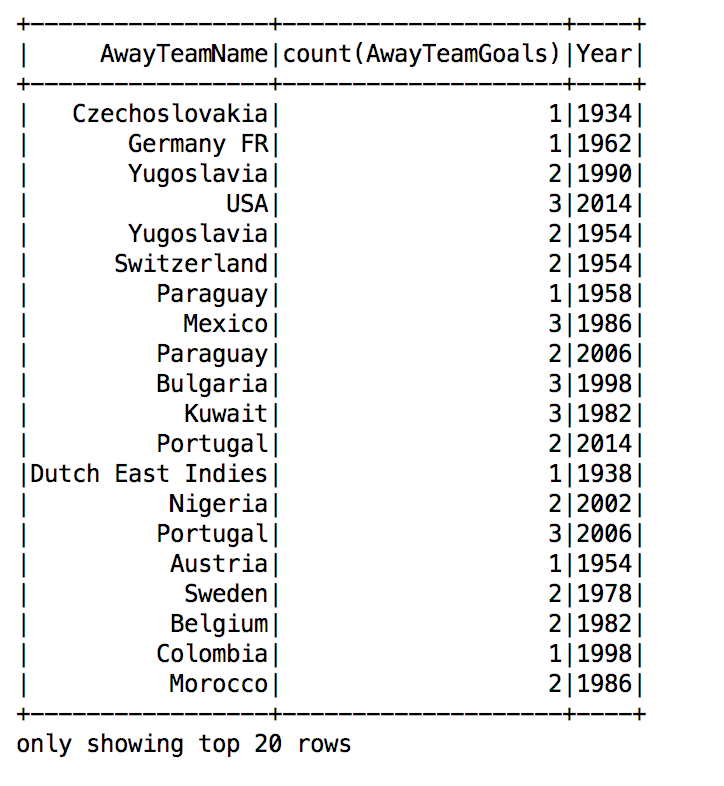 +------------------+--------------------+----+
|      AwayTeamName|count(AwayTeamGoals)|Year|
+------------------+--------------------+----+
|    Czechoslovakia|                   1|1934|
|        Germany FR|                   1|1962|
|        Yugoslavia|                   2|1990|
|               USA|                   3|2014|
|        Yugoslavia|                   2|1954|
|       Switzerland|                   2|1954|
|          Paraguay|                   1|1958|
|            Mexico|                   3|1986|
|          Paraguay|                   2|2006|
|          Bulgaria|                   3|1998|
|            Kuwait|                   3|1982|
|          Portugal|                   2|2014|
|Dutch East Indies|                   1|1938|
|           Nigeria|                   2|2002|
|          Portugal|                   3|2006|
|           Austria|                   1|1954|
|            Sweden|                   2|1978|
|           Belgium|                   2|1982|
|          Colombia|                   1|1998|
|           Morocco|                   2|1986|
+------------------+--------------------+----+
only showing top 20 rows